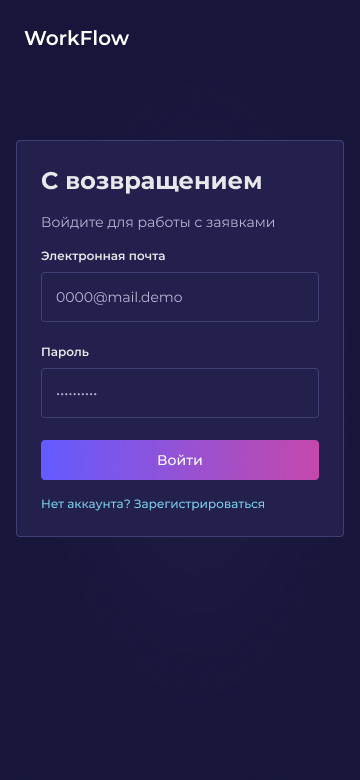 WorkFlow
С возвращением
Войдите для работы с заявками
Электронная почта
0000@mail.demo
Пароль
••••••••••
Войти
Нет аккаунта? Зарегистрироваться